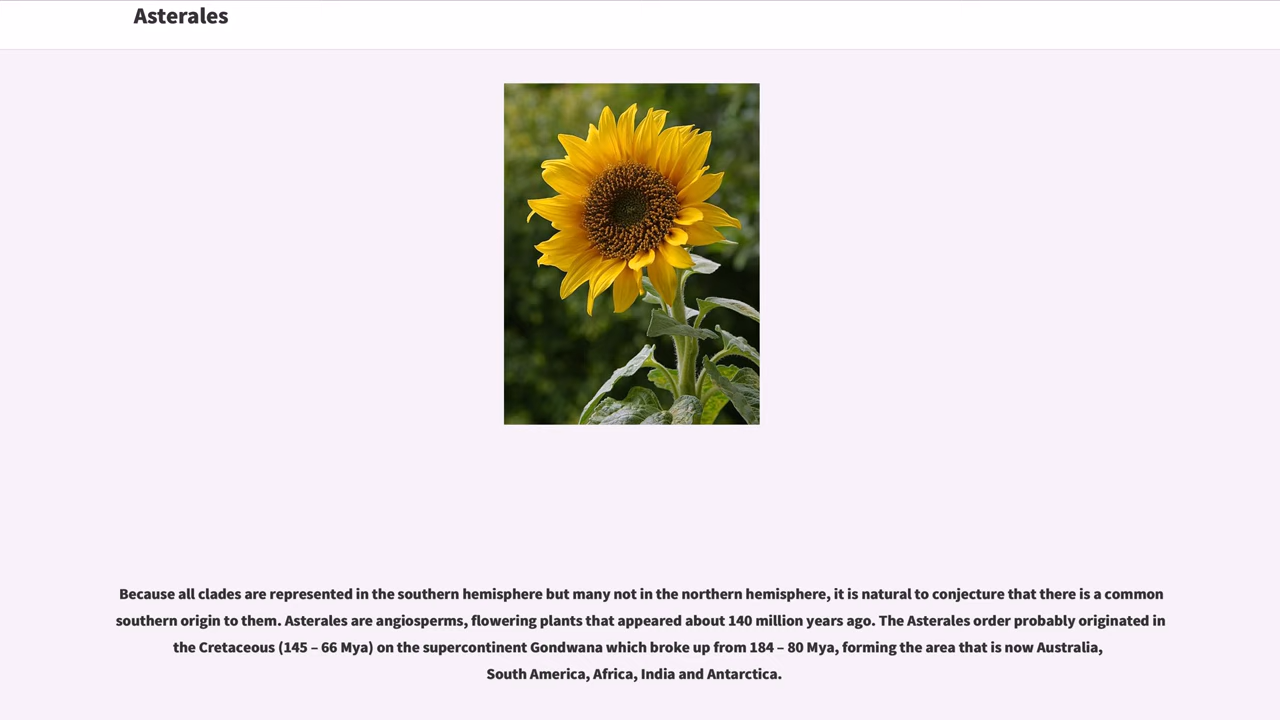 Asterales
Because all clades are represented in the southern hemisphere but many not in the northern hemisphere, it is natural to conjecture that there is a common
southern origin to them. Asterales are angiosperms, flowering plants that appeared about 140 million years ago. The Asterales order probably originated in
the Cretaceous (145 – 66 Mya) on the supercontinent Gondwana which broke up from 184 – 80 Mya, forming the area that is now Australia,
South America, Africa, India and Antarctica.